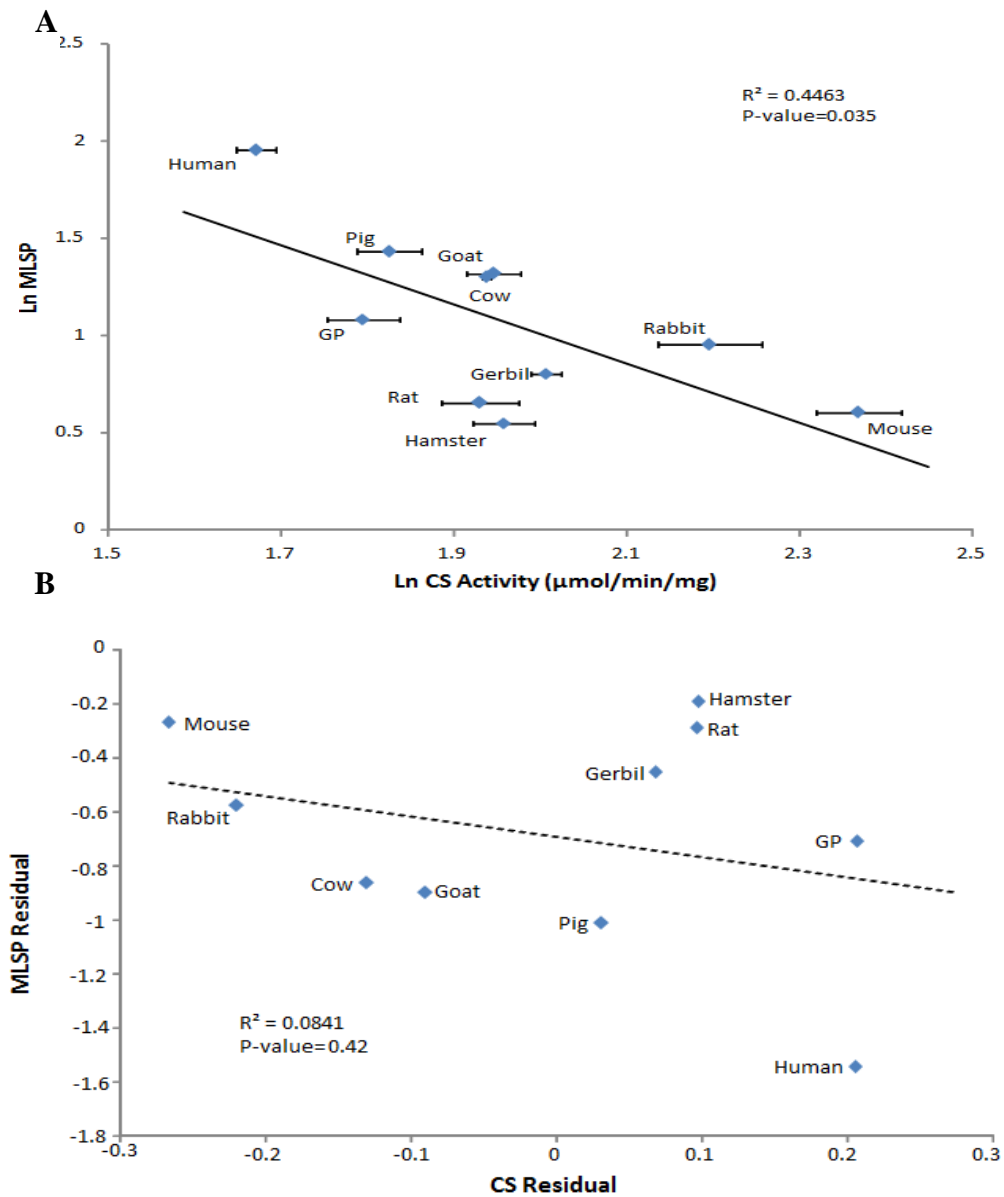 A
2.5
R² = 0.4463
P-value=0.035
2
Human
1.5
Pig
Goat
Cow
Ln MLSP
1
GP
Rabbit
Gerbil
Rat
0.5
Hamster
Mouse
0
1.5 1.7 1.9 2.1 2.3 2.5
Ln CS Activity (μmol/min/mg)
B
0
-0.2
Hamster
Mouse
Rat
-0.4
Gerbil
-0.6
Rabbit
GP
-0.8
Cow
Goat
-1
Pig
MLSP Residual
-1.2
-1.4
R² = 0.0841
P-value=0.42
Human
-1.6
-1.8
-0.3 -0.2 -0.1 0 0.1 0.2 0.3
CS Residual